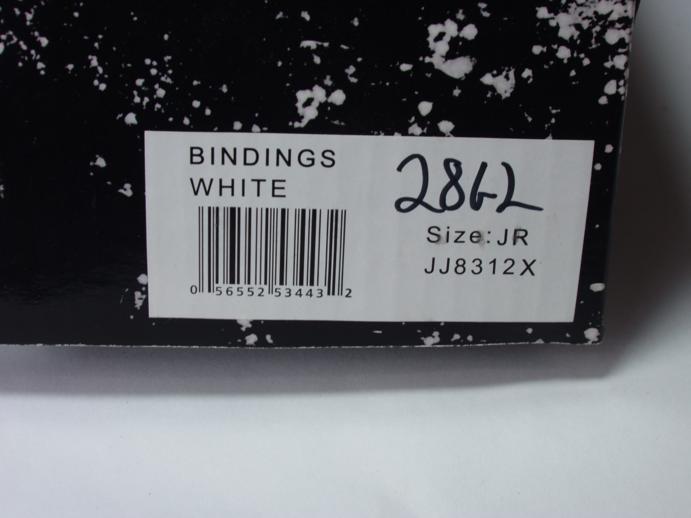 BINDINGS
WHITE
2862
Size: JR
JJ8312X
0 56552 53443 2